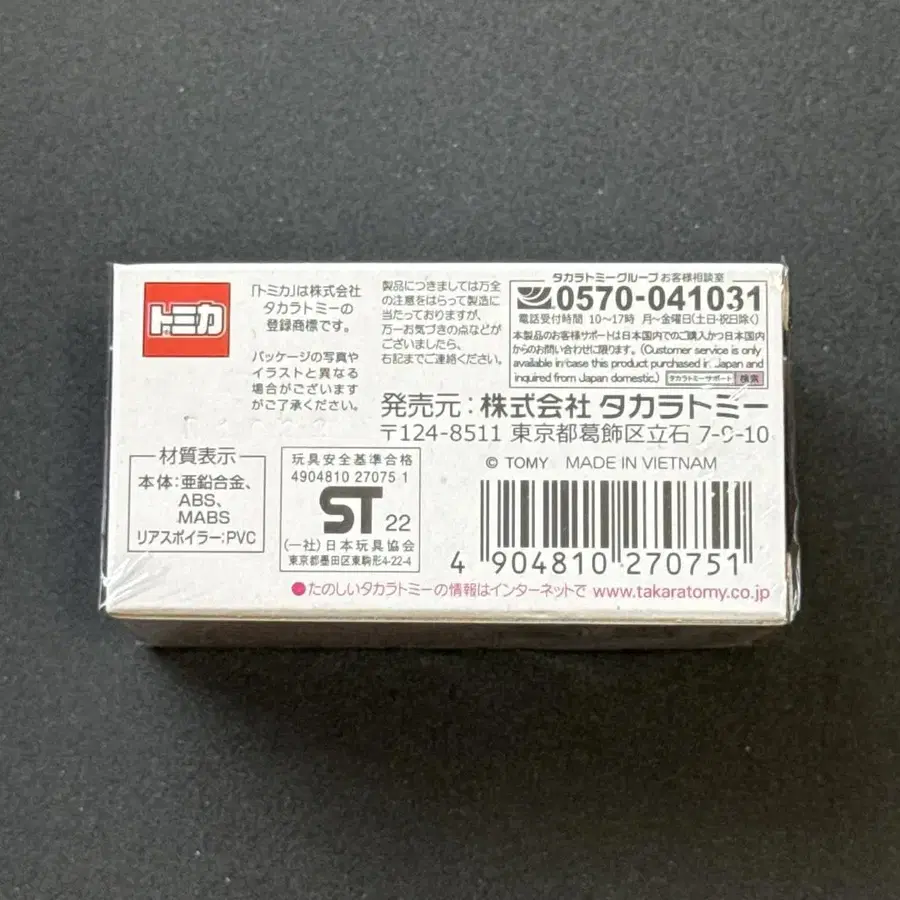 トミカ
「トミカ」は株式会社
タカラトミーの
登録商標です。
パッケージの写真や
イラストと異なる
場合がございます
がご了承ください。
製品につきましては万全
の注意をはらって製造に
当たっておりますが、
万一お気づきの点などが
ございましたら、
右記までご連絡ください。
タカラトミーグループお客様相談室
0570-041031
電話受付時間 10～17時 月～金曜日(土日・祝日除く)
本製品のお客様サポートは日本国内でのご購入かつ日本国内
からのお問い合わせに限ります。(Customer service is only
available in case this product purchased in Japan and
inquired from Japan domestic.) タカラトミーサポート 検索
発売元：株式会社 タカラトミー
〒124-8511 東京都葛飾区立石 7-9-10
材質表示
本体：亜鉛合金、
ABS、
MABS
リアスポイラー：PVC
玩具安全基準合格
4904810 27075 1
ST 22
(一社)日本玩具協会
東京都墨田区東駒形4-22-4
© TOMY MADE IN VIETNAM
4 904810 270751
●たのしいタカラトミーの情報はインターネットで www.takaratomy.co.jp